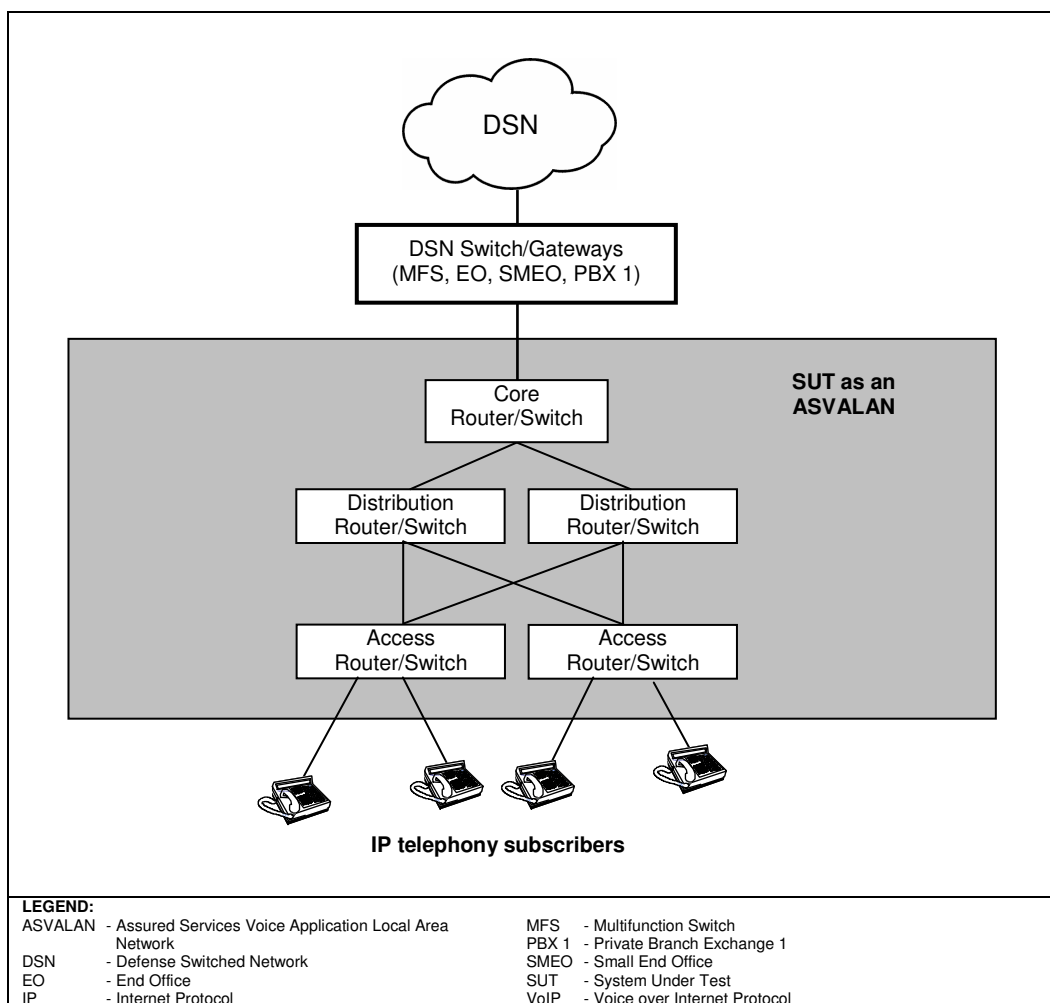 DSN
DSN Switch/Gateways
(MFS, EO, SMEO, PBX 1)
SUT as an
ASVALAN
Core
Router/Switch
Distribution
Router/Switch
Distribution
Router/Switch
Access
Router/Switch
Access
Router/Switch
IP telephony subscribers
LEGEND:
ASVALAN - Assured Services Voice Application Local Area
Network
DSN - Defense Switched Network
EO - End Office
IP - Internet Protocol
MFS - Multifunction Switch
PBX 1 - Private Branch Exchange 1
SMEO - Small End Office
SUT - System Under Test
VoIP - Voice over Internet Protocol